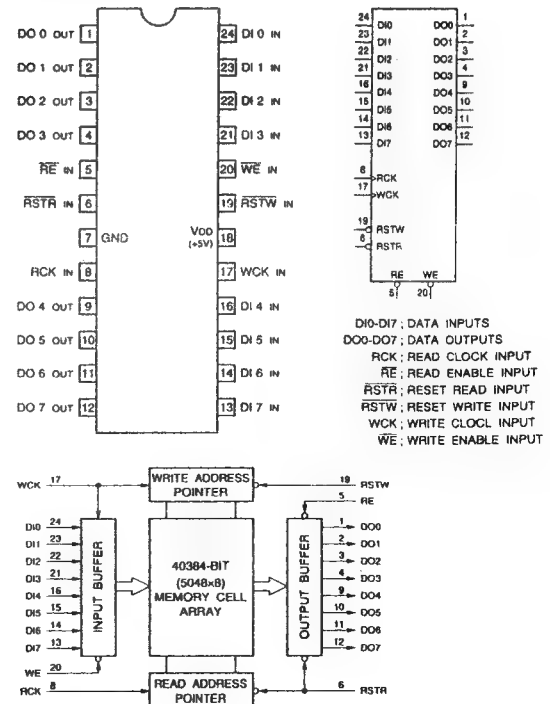 DO 0 OUT 1
24 DI 0 IN
DO 1 OUT 2
23 DI 1 IN
DO 2 OUT 3
22 DI 2 IN
DO 3 OUT 4
21 DI 3 IN
RE IN 5
20 WE IN
RSTR IN 6
19 RSTW IN
7 GND
VDD (+5V) 18
RCK IN 8
17 WCK IN
DO 4 OUT 9
16 DI 4 IN
DO 5 OUT 10
15 DI 5 IN
DO 6 OUT 11
14 DI 6 IN
DO 7 OUT 12
13 DI 7 IN
24 DI0 DO0 1
23 DI1 DO1 2
22 DI2 DO2 3
21 DI3 DO3 4
16 DI4 DO4 9
15 DI5 DO5 10
14 DI6 DO6 11
13 DI7 DO7 12
8 RCK
17 WCK
19 RSTW
6 RSTR
RE WE
5 20
DI0-DI7 ; DATA INPUTS
DO0-DO7 ; DATA OUTPUTS
RCK ; READ CLOCK INPUT
RE ; READ ENABLE INPUT
RSTR ; RESET READ INPUT
RSTW ; RESET WRITE INPUT
WCK ; WRITE CLOCL INPUT
WE ; WRITE ENABLE INPUT
WCK 17
WRITE ADDRESS
POINTER
19 RSTW
5 RE
DI0 24
DI1 23
DI2 22
DI3 21
DI4 16
DI5 15
DI6 14
DI7 13
INPUT BUFFER
40384-BIT
(5048x8)
MEMORY CELL
ARRAY
OUTPUT BUFFER
1 DO0
2 DO1
3 DO2
4 DO3
9 DO4
10 DO5
11 DO6
12 DO7
WE 20
RCK 8
READ ADDRESS
POINTER
6 RSTR